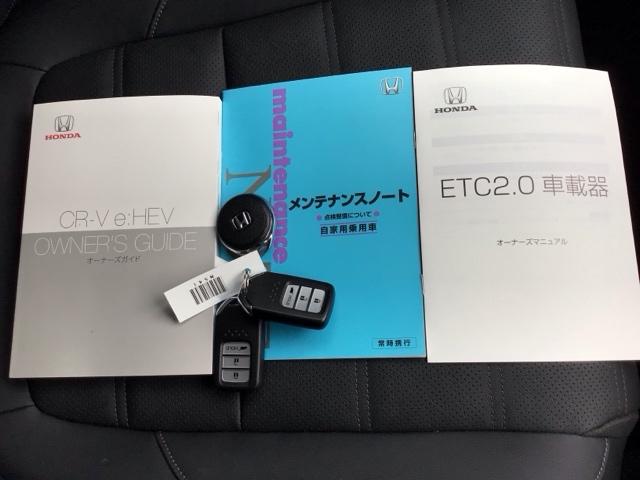 HONDA
CR-V e:HEV
OWNER'S GUIDE
オーナーズガイド
maintenance
メンテナンスノート
点検整備について
自家用乗用車
常時携行
HONDA
ETC2.0 車載器
オーナーズマニュアル
HOLD